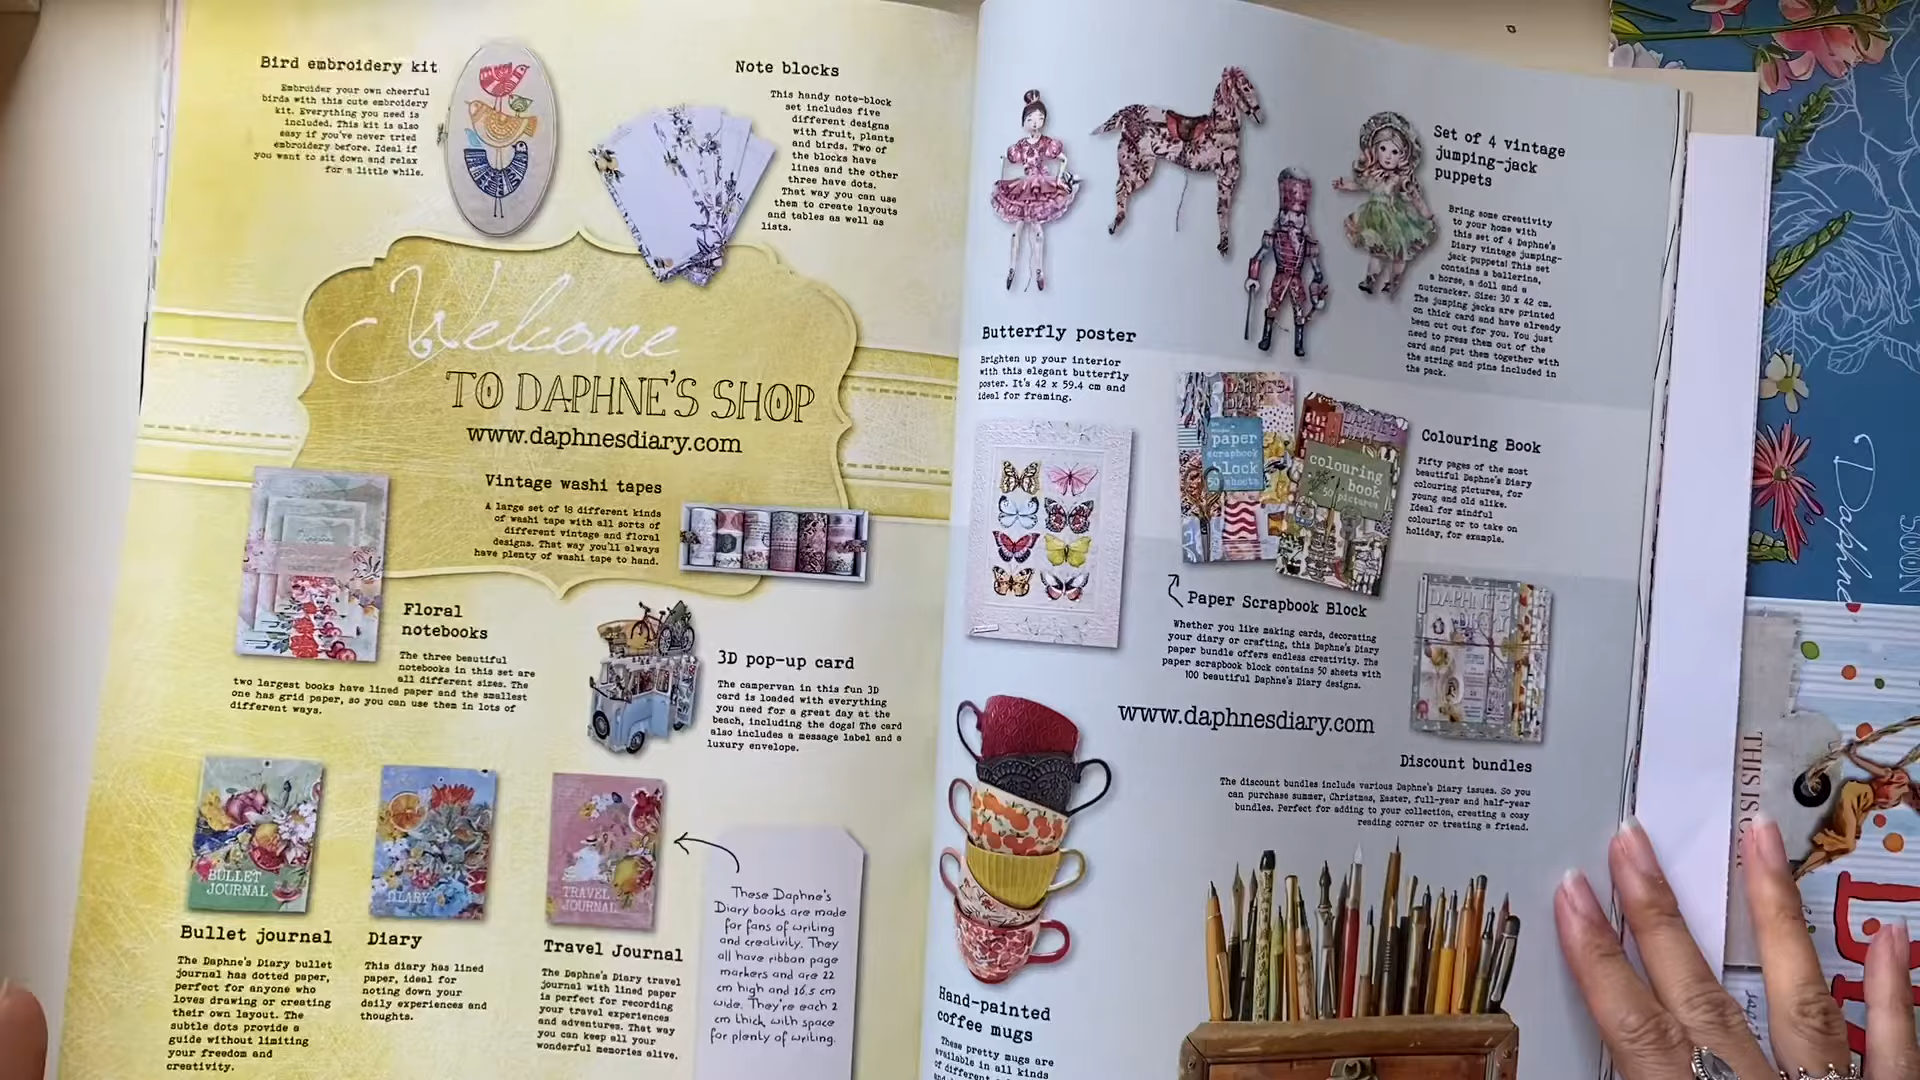 Bird embroidery kit
Embroider your own cheerful
birds with this cute embroidery
kit. Everything you need is
included. This kit is also
easy if you've never tried
embroidery before. Ideal if
you want to sit down and relax
for a little while.
Note blocks
This handy note-block
set includes five
different designs
with fruit, plants
and birds. Two of
the blocks have
lines and the other
three have dots.
That way you can use
them to create layouts
and tables as well as
lists.
Welcome
TO DAPHNE'S SHOP
www.daphnesdiary.com
Vintage washi tapes
A large set of 18 different kinds
of washi tape with all sorts of
different vintage and floral
designs. That way you'll always
have plenty of washi tape to hand.
Floral
notebooks
The three beautiful
notebooks in this set are
all different sizes. The
two largest books have lined paper and the smallest
one has grid paper, so you can use them in lots of
different ways.
3D pop-up card
The campervan in this fun 3D
card is loaded with everything
you need for a great day at the
beach, including the dogs! The card
also includes a message label and a
luxury envelope.
BULLET
JOURNAL
DIARY
TRAVEL
JOURNAL
Bullet journal
The Daphne's Diary bullet
journal has dotted paper,
perfect for anyone who
loves drawing or creating
their own layout. The
subtle dots provide a
guide without limiting
your freedom and
creativity.
Diary
This diary has lined
paper, ideal for
noting down your
daily experiences and
thoughts.
Travel Journal
The Daphne's Diary travel
journal with lined paper
is perfect for recording
your travel experiences
and adventures. That way
you can keep all your
wonderful memories alive.
These Daphne's
Diary books are made
for fans of writing
and creativity. They
all have ribbon page
markers and are 22
cm high and 16.5 cm
wide. They're each 2
cm thick, with space
for plenty of writing.
Set of 4 vintage
jumping-jack
puppets
Bring some creativity
to your home with
this set of 4 Daphne's
Diary vintage jumping-
jack puppets! This set
contains a ballerina,
a horse, a doll and a
nutcracker. Size: 30 x 42 cm.
The jumping jacks are printed
on thick card and have already
been cut out for you. You just
need to press them out of the
card and put them together with
the string and pins included in
the pack.
Butterfly poster
Brighten up your interior
with this elegant butterfly
poster. It's 42 x 59.4 cm and
ideal for framing.
paper
scrapbook
block
50 sheets
colouring
book
50 pictures
Colouring Book
Fifty pages of the most
beautiful Daphne's Diary
colouring pictures, for
young and old alike.
Ideal for mindful
colouring or to take on
holiday, for example.
Paper Scrapbook Block
Whether you like making cards, decorating
your diary or crafting, this Daphne's Diary
paper bundle offers endless creativity. The
paper scrapbook block contains 50 sheets with
100 beautiful Daphne's Diary designs.
www.daphnesdiary.com
DAPHNE'S
DIARY
Discount bundles
The discount bundles include various Daphne's Diary issues. So you
can purchase summer, Christmas, Easter, full-year and half-year
bundles. Perfect for adding to your collection, creating a cosy
reading corner or treating a friend.
Hand-painted
coffee mugs
These pretty mugs are
available in all kinds
of different
SOON
Daphne
THIS IS